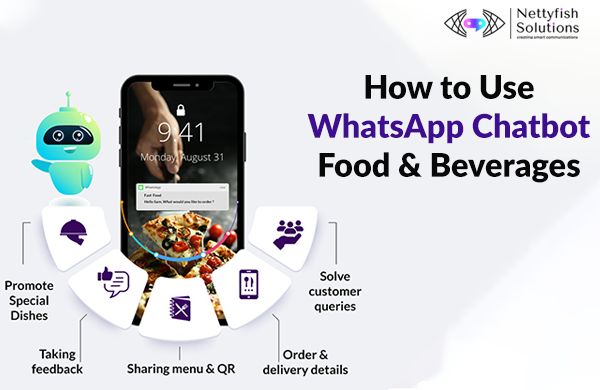 Nettyfish
Solutions
creating smart communications
How to Use
WhatsApp Chatbot
Food & Beverages
9:41
Monday, August 31
WhatsApp
Fast Food
Hello Sam, What would you like to order ?
Promote
Special
Dishes
Taking
feedback
Sharing menu & QR
Order &
delivery details
Solve
customer
queries